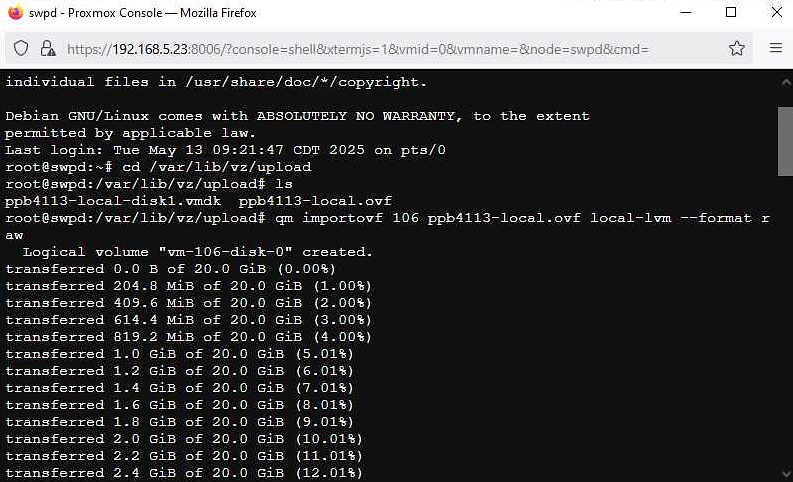 swpd - Proxmox Console — Mozilla Firefox
https://192.168.5.23:8006/?console=shell&xtermjs=1&vmid=0&vmname=&node=swpd&cmd=
individual files in /usr/share/doc/*/copyright.
Debian GNU/Linux comes with ABSOLUTELY NO WARRANTY, to the extent
permitted by applicable law.
Last login: Tue May 13 09:21:47 CDT 2025 on pts/0
root@swpd:~# cd /var/lib/vz/upload
root@swpd:/var/lib/vz/upload# ls
ppb4113-local-disk1.vmdk  ppb4113-local.ovf
root@swpd:/var/lib/vz/upload# qm importovf 106 ppb4113-local.ovf local-lvm --format r
aw
  Logical volume "vm-106-disk-0" created.
transferred 0.0 B of 20.0 GiB (0.00%)
transferred 204.8 MiB of 20.0 GiB (1.00%)
transferred 409.6 MiB of 20.0 GiB (2.00%)
transferred 614.4 MiB of 20.0 GiB (3.00%)
transferred 819.2 MiB of 20.0 GiB (4.00%)
transferred 1.0 GiB of 20.0 GiB (5.01%)
transferred 1.2 GiB of 20.0 GiB (6.01%)
transferred 1.4 GiB of 20.0 GiB (7.01%)
transferred 1.6 GiB of 20.0 GiB (8.01%)
transferred 1.8 GiB of 20.0 GiB (9.01%)
transferred 2.0 GiB of 20.0 GiB (10.01%)
transferred 2.2 GiB of 20.0 GiB (11.01%)
transferred 2.4 GiB of 20.0 GiB (12.01%)